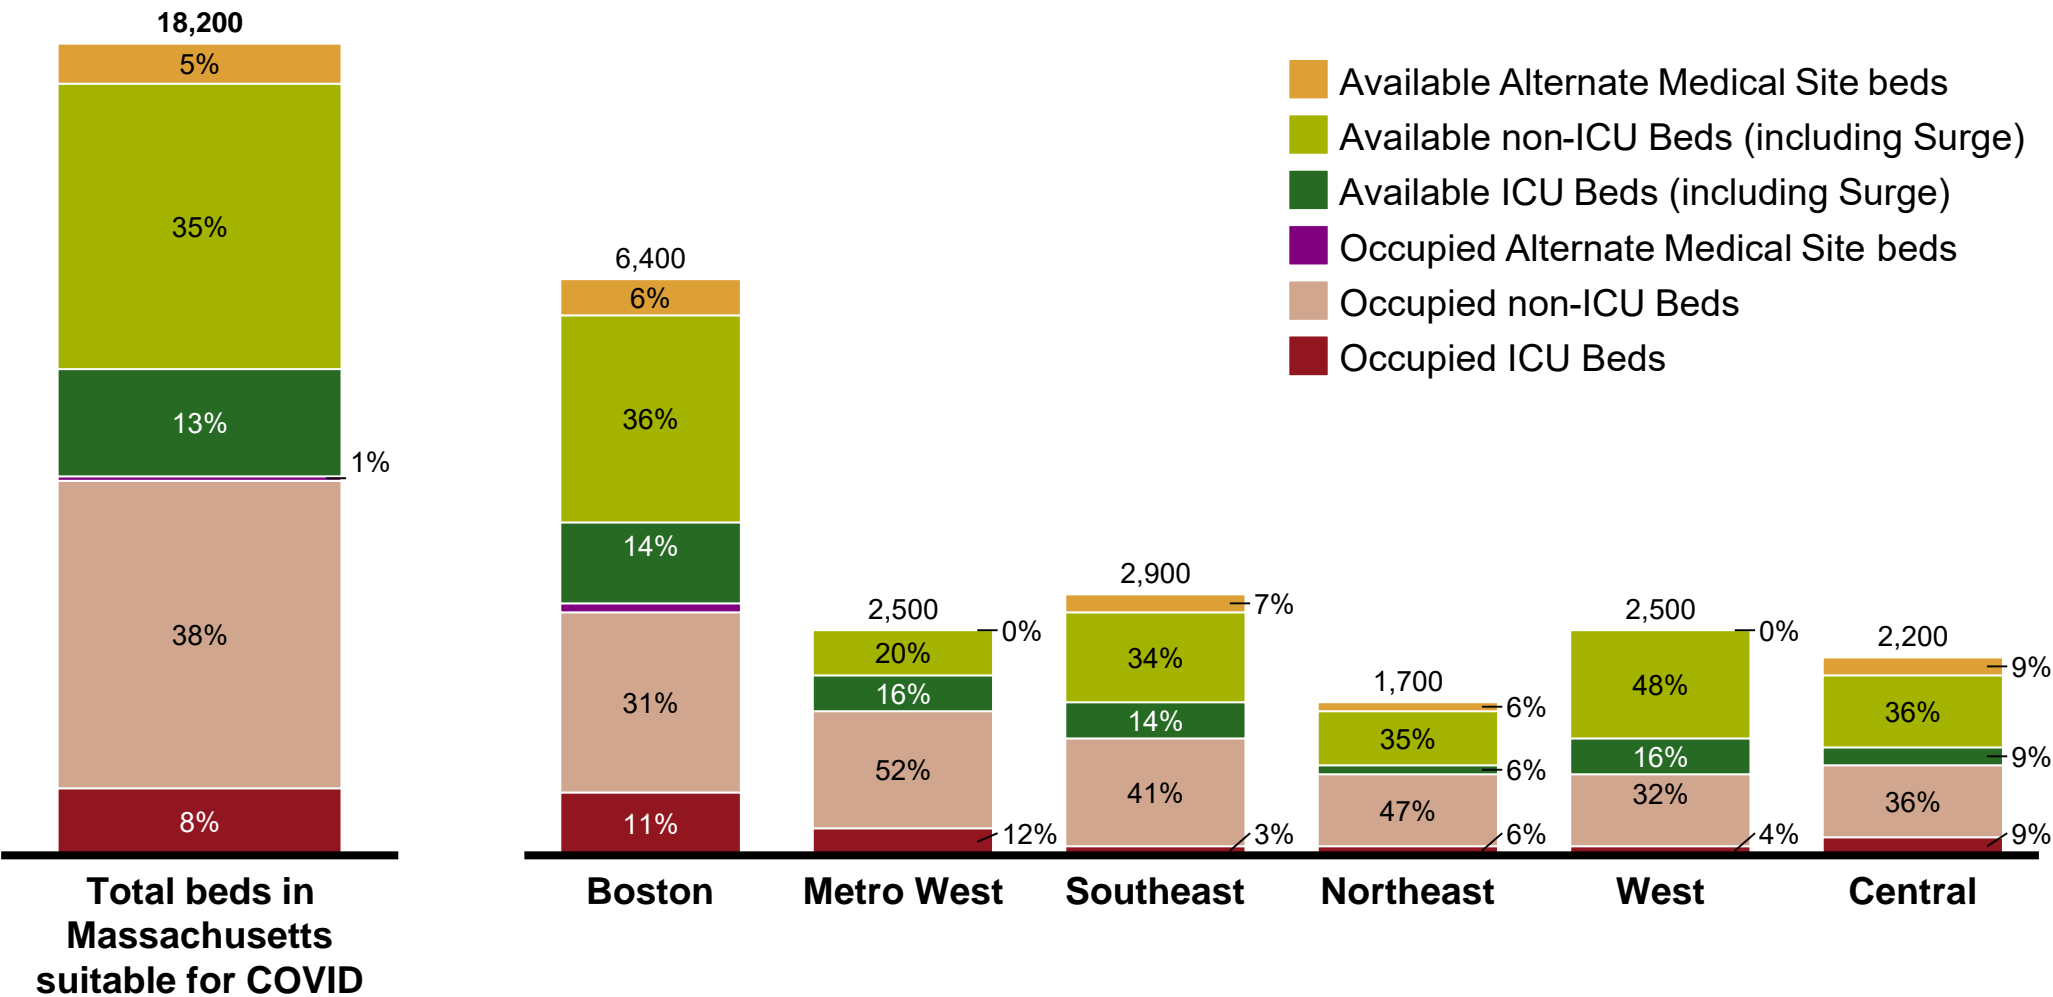 18,200
5%
35%
13%
1%
38%
8%
Total beds in
Massachusetts
suitable for COVID
6,400
6%
36%
14%
31%
11%
Boston
2,500
0%
20%
16%
52%
12%
Metro West
2,900
7%
34%
14%
41%
3%
Southeast
1,700
6%
35%
6%
47%
6%
Northeast
2,500
0%
48%
16%
32%
4%
West
2,200
9%
36%
9%
36%
9%
Central
Available Alternate Medical Site beds
Available non-ICU Beds (including Surge)
Available ICU Beds (including Surge)
Occupied Alternate Medical Site beds
Occupied non-ICU Beds
Occupied ICU Beds